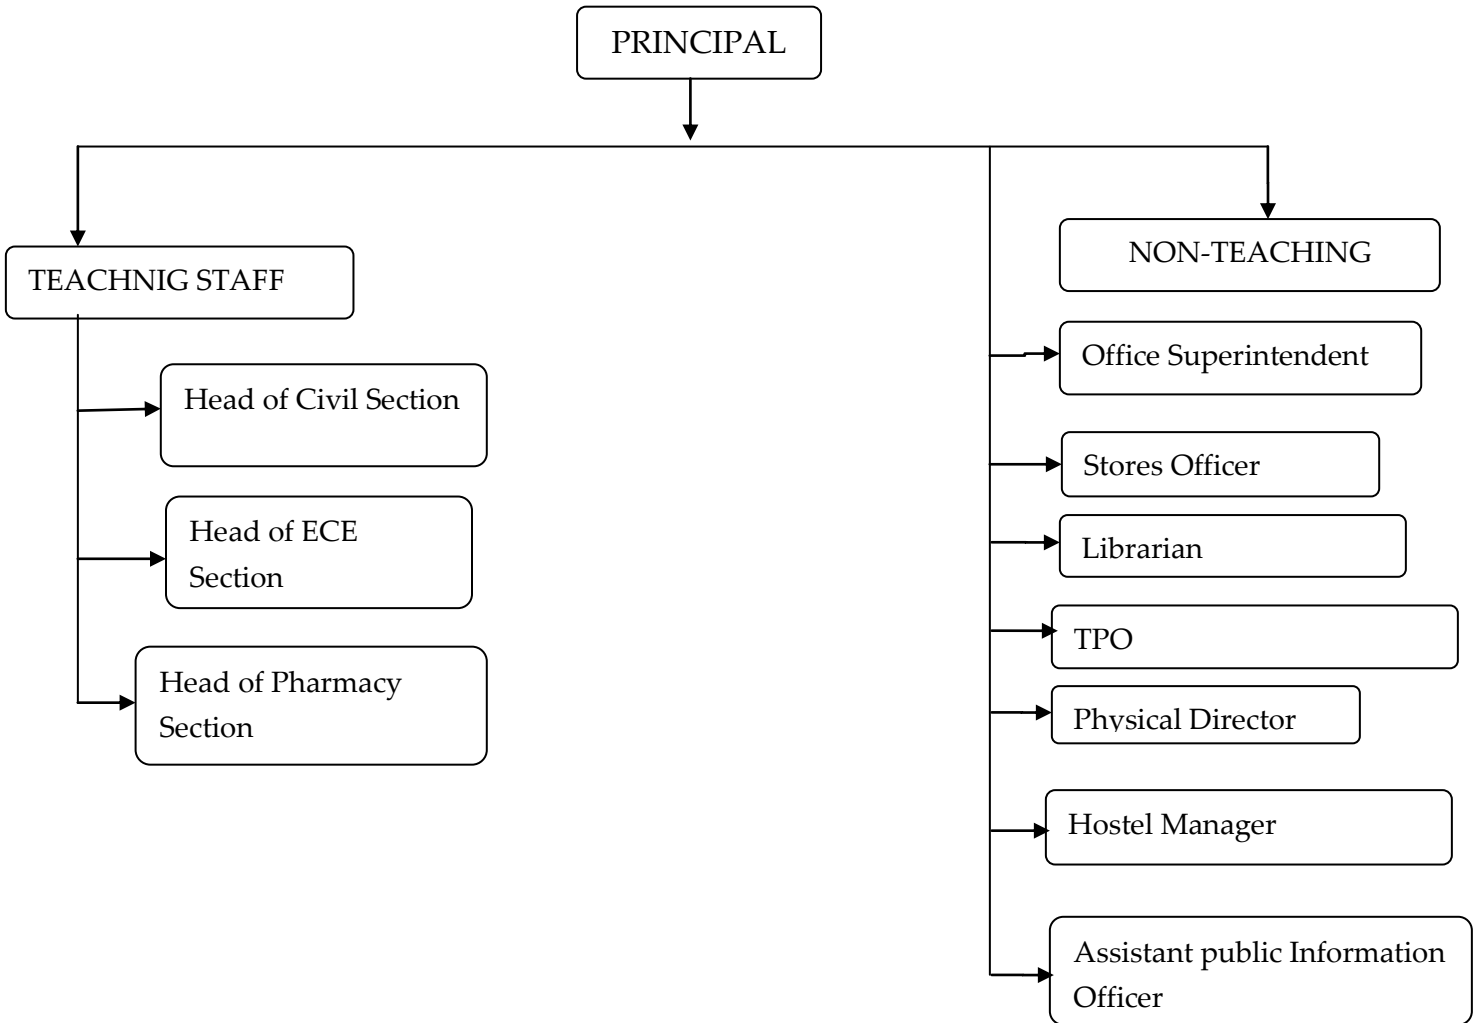 PRINCIPAL
TEACHNIG STAFF
Head of Civil Section
Head of ECE
Section
Head of Pharmacy
Section
NON-TEACHING
Office Superintendent
Stores Officer
Librarian
TPO
Physical Director
Hostel Manager
Assistant public Information
Officer